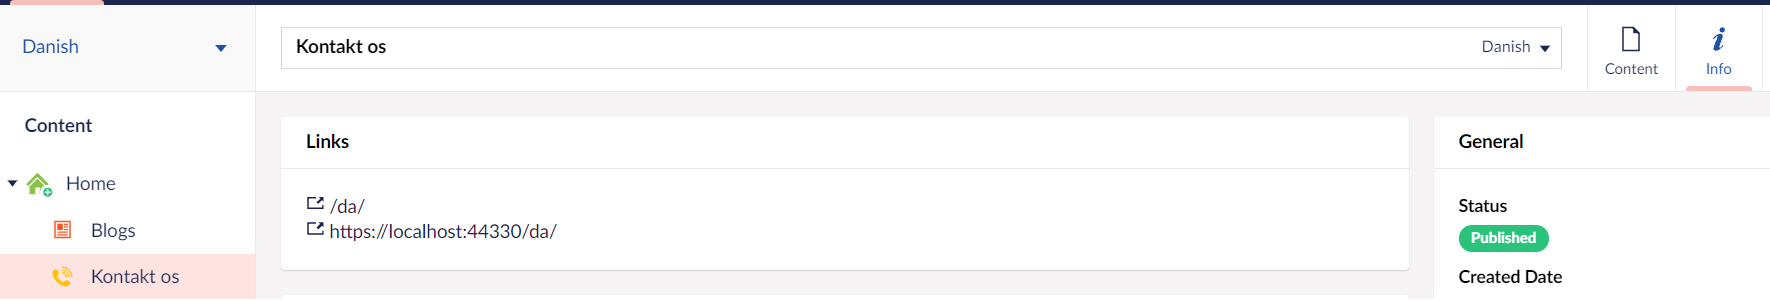 Danish
Kontakt os
Danish
Content
Info
Content
Home
Blogs
Kontakt os
Links
/da/
https://localhost:44330/da/
General
Status
Published
Created Date